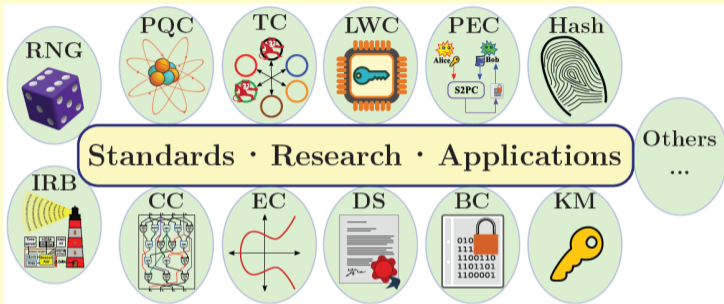 RNG
PQC
TC
LWC
PEC
Hash
Alice
Bob
S2PC
Standards · Research · Applications
Others
...
IRB
CC
EC
DS
BC
KM
010
111
1100110
1101101
1100001